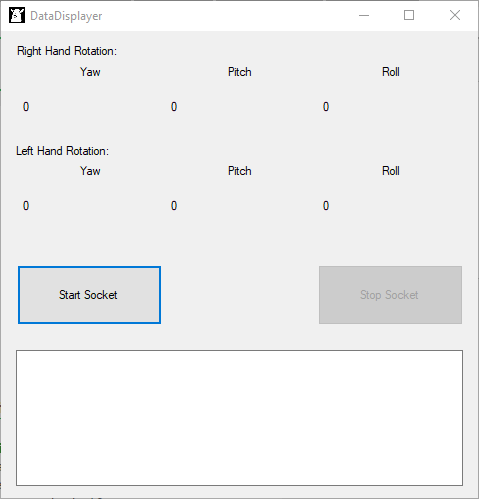 DataDisplayer
Right Hand Rotation:
Yaw Pitch Roll
0 0 0
Left Hand Rotation:
Yaw Pitch Roll
0 0 0
Start Socket Stop Socket